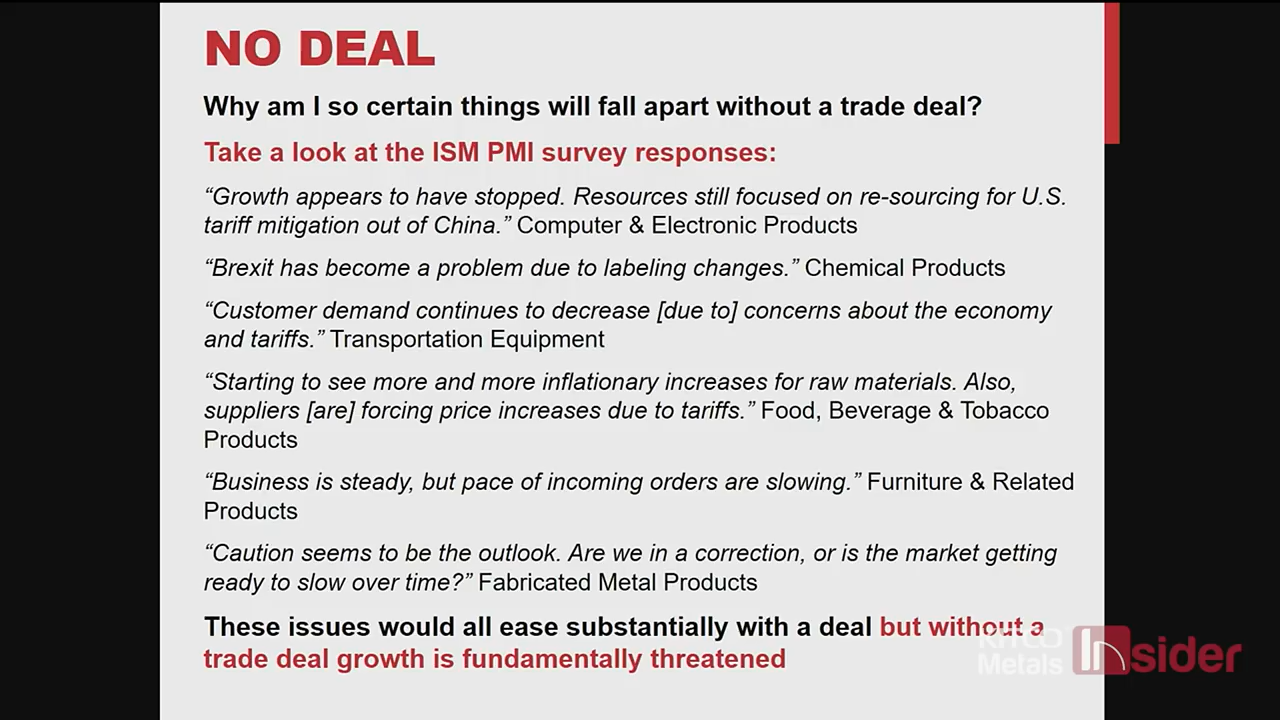 NO DEAL
Why am I so certain things will fall apart without a trade deal?
Take a look at the ISM PMI survey responses:
“Growth appears to have stopped. Resources still focused on re-sourcing for U.S.
tariff mitigation out of China.” Computer & Electronic Products
“Brexit has become a problem due to labeling changes.” Chemical Products
“Customer demand continues to decrease [due to] concerns about the economy
and tariffs.” Transportation Equipment
“Starting to see more and more inflationary increases for raw materials. Also,
suppliers [are] forcing price increases due to tariffs.” Food, Beverage & Tobacco
Products
“Business is steady, but pace of incoming orders are slowing.” Furniture & Related
Products
“Caution seems to be the outlook. Are we in a correction, or is the market getting
ready to slow over time?” Fabricated Metal Products
These issues would all ease substantially with a deal but without a
trade deal growth is fundamentally threatened
Metals Insider